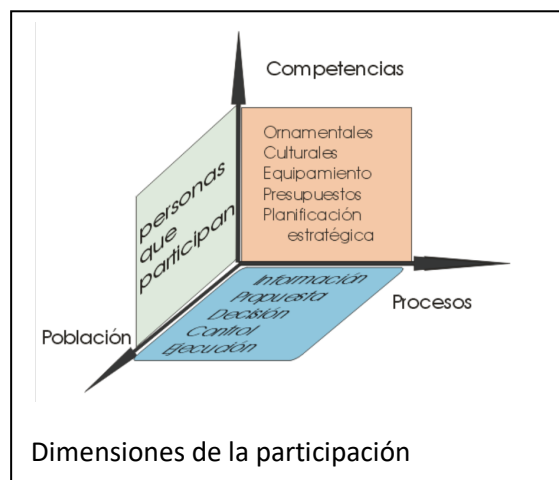 Competencias
Ornamentales
Culturales
Equipamiento
Presupuestos
Planificación
estratégica
personas
que
participan
Información
Propuesta
Decisión
Control
Ejecución
Procesos
Población
Dimensiones de la participación